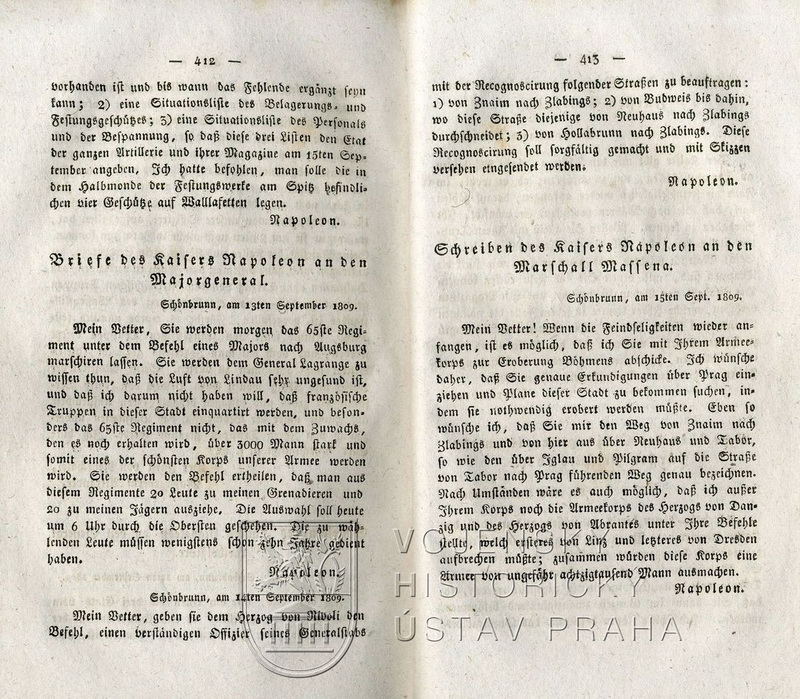 — 412 —
vorhanden ist und bis wann das Fehlende ergänzt seyn
kann; 2) eine Situationsliste des Belagerungs- und
Festungsgeschützes; 3) eine Situationsliste des Personals
und der Bespannung, so daß diese drei Listen den Etat
der ganzen Artillerie und ihrer Magazine am 15ten Sep-
tember angeben. Ich hatte befohlen, man solle die in
dem Halbmonde der Festungswerke am Spitz befindli-
chen vier Geschütze auf Walllafetten legen.
Napoleon.
Briefe des Kaisers Napoleon an den
Majorgeneral.
Schönbrunn, am 13ten September 1809.
Mein Vetter, Sie werden morgen das 65ste Regi-
ment unter dem Befehl eines Majors nach Augsburg
marschiren lassen. Sie werden dem General Lagrange zu
wissen thun, daß die Luft von Lindau sehr ungesund ist,
und daß ich darum nicht haben will, daß französische
Truppen in dieser Stadt einquartirt werden, und beson-
ders das 65ste Regiment nicht, das mit dem Zuwachs,
den es noch erhalten wird, über 3000 Mann stark und
somit eines der schönsten Korps unserer Armee werden
wird. Sie werden den Befehl ertheilen, daß man aus
diesem Regimente 20 Leute zu meinen Grenadieren und
20 zu meinen Jägern ausziehe. Die Auswahl soll heute
um 6 Uhr durch die Obersten geschehen. Die zu wäh-
lenden Leute müssen wenigstens schon zehn Jahre gedient
haben.
Napoleon.
Schönbrunn, am 14ten September 1809.
Mein Vetter, geben sie dem Herzog von Rivoli den
Befehl, einen verständigen Offizier seines Generalstabs
— 413 —
mit der Recognoscirung folgender Straßen zu beauftragen:
1) von Znaim nach Zlabings; 2) von Budweis bis dahin,
wo diese Straße diejenige von Neuhaus nach Zlabings
durchschneidet; 3) von Hollabrunn nach Zlabings. Diese
Recognoscirung soll sorgfältig gemacht und mit Skizzen
versehen eingesendet werden.
Napoleon.
Schreiben des Kaisers Napoleon an den
Marschall Massena.
Schönbrunn, am 15ten Sept. 1809.
Mein Vetter! Wenn die Feindseligkeiten wieder an-
fangen, ist es möglich, daß ich Sie mit Ihrem Armee-
korps zur Eroberung Böhmens abschicke. Ich wünsche
daher, daß Sie genaue Erkundigungen über Prag ein-
ziehen und Plane dieser Stadt zu bekommen suchen, in-
dem sie nothwendig erobert werden müßte. Eben so
wünsche ich, daß Sie mir den Weg von Znaim nach
Zlabings und von hier aus über Neuhaus und Tabor,
so wie den über Iglau und Pilgram auf die Straße
von Tabor nach Prag führenden Weg genau bezeichnen.
Nach Umständen wäre es auch möglich, daß ich außer
Ihrem Korps noch die Armeekorps des Herzogs von Dan-
zig und des Herzogs von Abrantes unter Ihre Befehle
stellte, welch ersteres von Linz und letzteres von Dresden
aufbrechen müßte; zusammen würden diese Korps eine
Armee von ungefähr achtzigtausend Mann ausmachen.
Napoleon.
VOJENSKÝ
HISTORICKÝ
ÚSTAV PRAHA